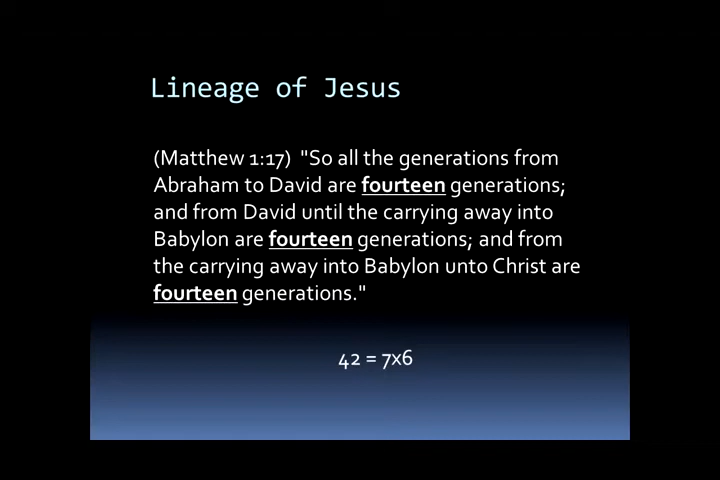 Lineage of Jesus
(Matthew 1:17) "So all the generations from
Abraham to David are fourteen generations;
and from David until the carrying away into
Babylon are fourteen generations; and from
the carrying away into Babylon unto Christ are
fourteen generations."
42 = 7x6